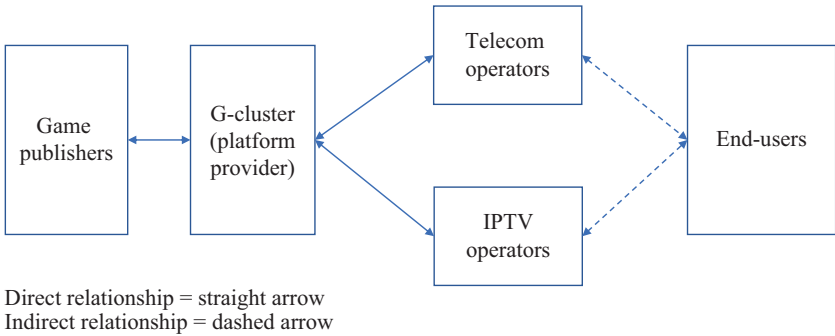 Game
publishers
G-cluster
(platform
provider)
Telecom
operators
IPTV
operators
End-users
Direct relationship = straight arrow
Indirect relationship = dashed arrow